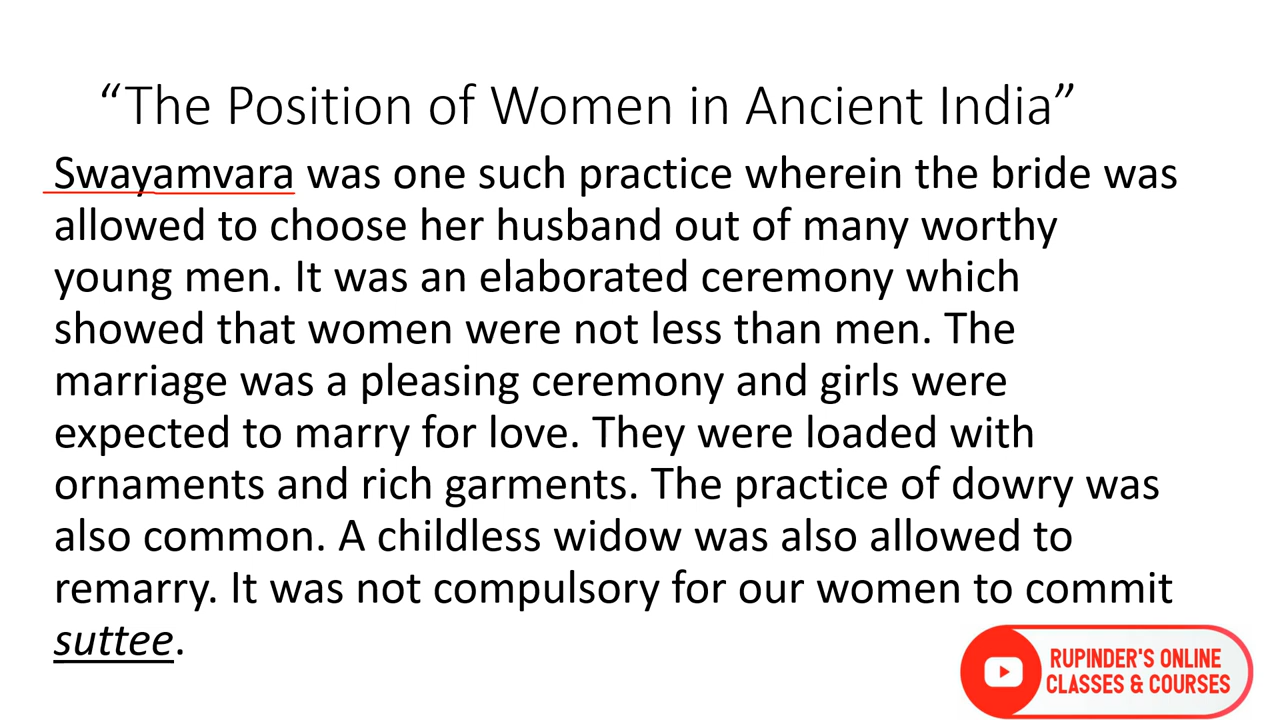 “The Position of Women in Ancient India”
Swayamvara was one such practice wherein the bride was
allowed to choose her husband out of many worthy
young men. It was an elaborated ceremony which
showed that women were not less than men. The
marriage was a pleasing ceremony and girls were
expected to marry for love. They were loaded with
ornaments and rich garments. The practice of dowry was
also common. A childless widow was also allowed to
remarry. It was not compulsory for our women to commit
suttee.
RUPINDER'S ONLINE
CLASSES & COURSES